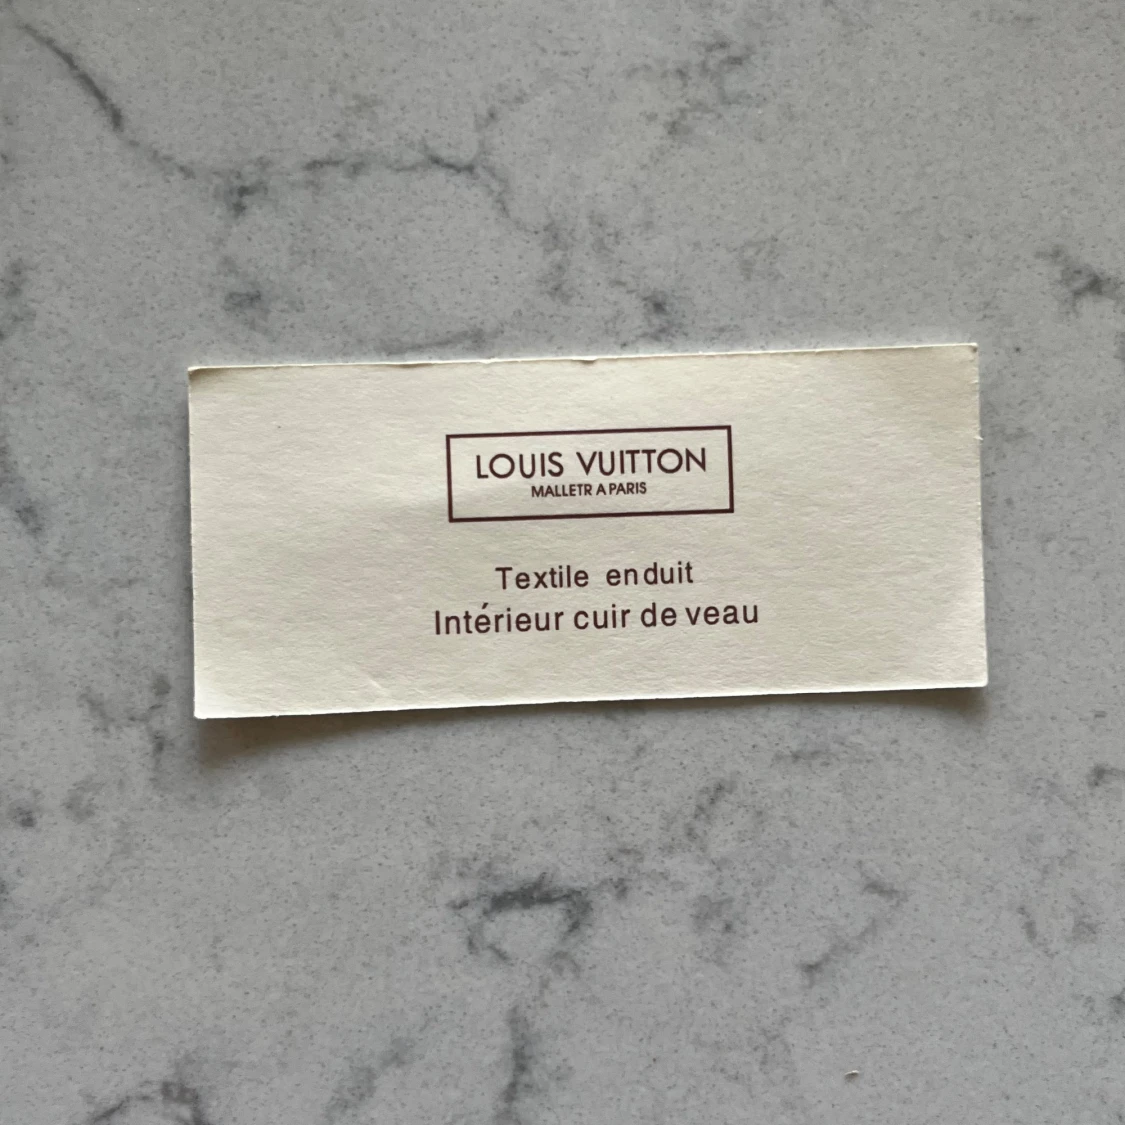 LOUIS VUITTON
MALLETR A PARIS
Textile enduit
Intérieur cuir de veau